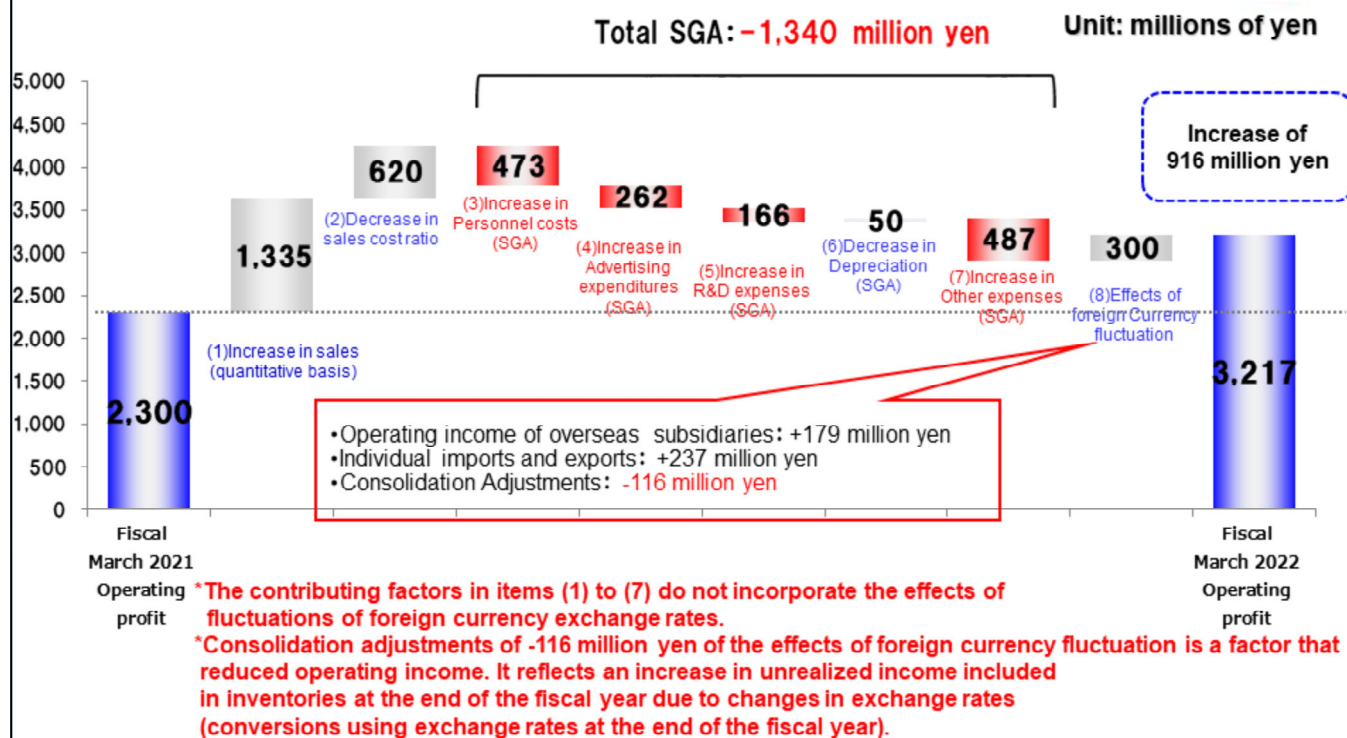 Total SGA: -1,340 million yen
Unit: millions of yen
5,000
4,500
4,000
3,500
3,000
2,500
2,000
1,500
1,000
500
0
Increase of
916 million yen
2,300
1,335
(1)Increase in sales
(quantitative basis)
620
(2)Decrease in
sales cost ratio
473
(3)Increase in
Personnel costs
(SGA)
262
(4)Increase in
Advertising
expenditures
(SGA)
166
(5)Increase in
R&D expenses
(SGA)
50
(6)Decrease in
Depreciation
(SGA)
487
(7)Increase in
Other expenses
(SGA)
300
(8)Effects of
foreign Currency
fluctuation
3,217
•Operating income of overseas subsidiaries: +179 million yen
•Individual imports and exports: +237 million yen
•Consolidation Adjustments: -116 million yen
Fiscal
March 2021
Operating
profit
Fiscal
March 2022
Operating
profit
*The contributing factors in items (1) to (7) do not incorporate the effects of
fluctuations of foreign currency exchange rates.
*Consolidation adjustments of -116 million yen of the effects of foreign currency fluctuation is a factor that
reduced operating income. It reflects an increase in unrealized income included
in inventories at the end of the fiscal year due to changes in exchange rates
(conversions using exchange rates at the end of the fiscal year).